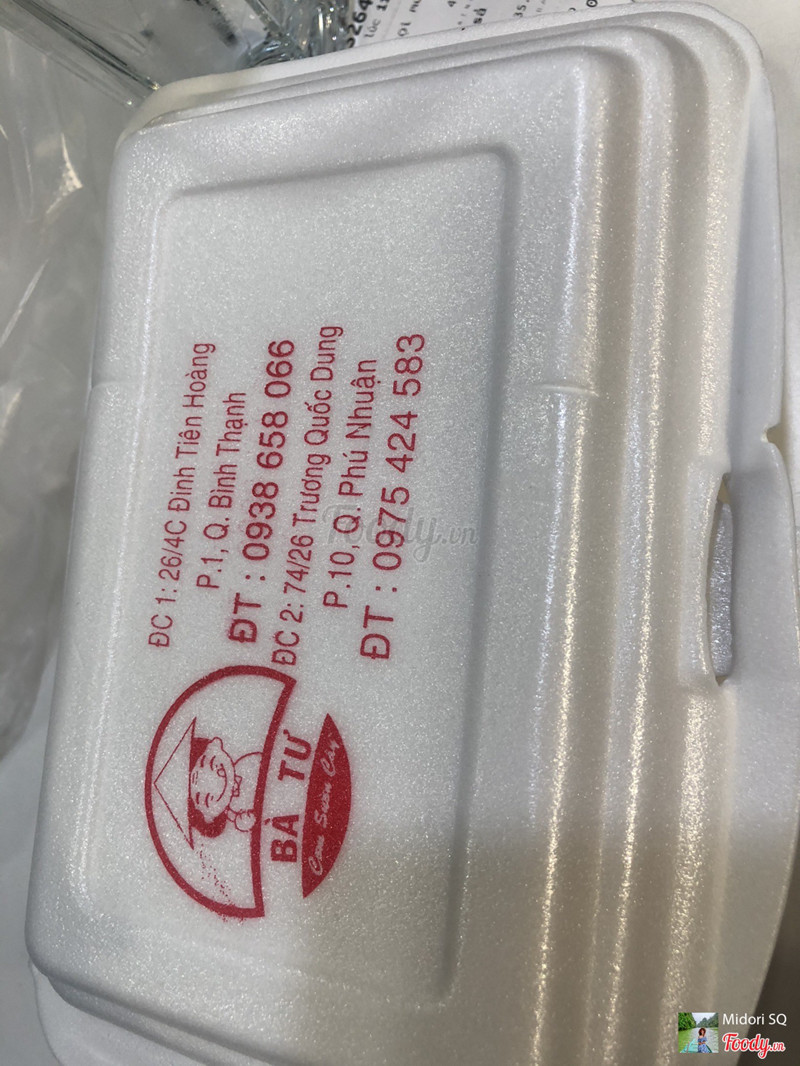 ĐC 1: 26/4C Đinh Tiên Hoàng
P.1, Q. Bình Thạnh
ĐT : 0938 658 066
ĐC 2: 74/26 Trương Quốc Dung
P.10, Q. Phú Nhuận
ĐT : 0975 424 583
BÀ TƯ
Cơm Sườn Cây
Foody.vn
Midori SQ
Foody.vn